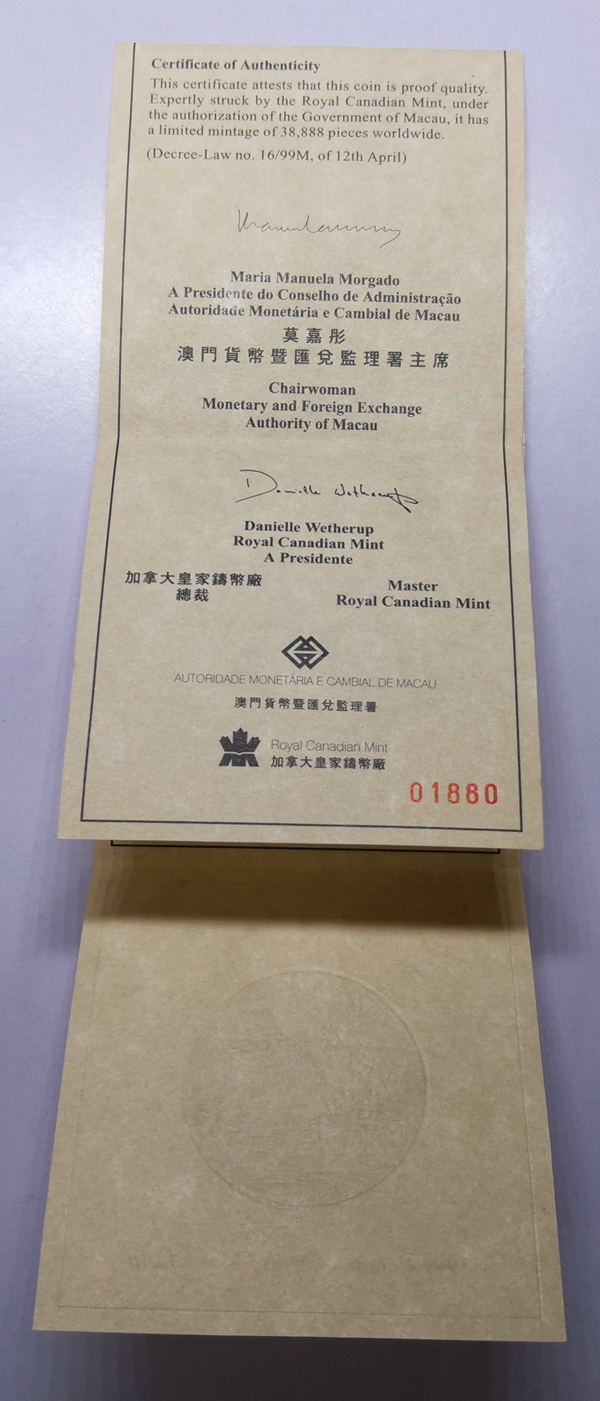 Certificate of Authenticity
This certificate attests that this coin is proof quality.
Expertly struck by the Royal Canadian Mint, under
the authorization of the Government of Macau, it has
a limited mintage of 38,888 pieces worldwide.
(Decree-Law no. 16/99M, of 12th April)
Maria Manuela Morgado
A Presidente do Conselho de Administração
Autoridade Monetária e Cambial de Macau
莫嘉彤
澳門貨幣暨匯兌監理署主席
Chairwoman
Monetary and Foreign Exchange
Authority of Macau
Danielle Wetherup
Danielle Wetherup
Royal Canadian Mint
A Presidente
加拿大皇家鑄幣廠
總裁
Master
Royal Canadian Mint
AUTORIDADE MONETÁRIA E CAMBIAL DE MACAU
澳門貨幣暨匯兌監理署
Royal Canadian Mint
加拿大皇家鑄幣廠
01880